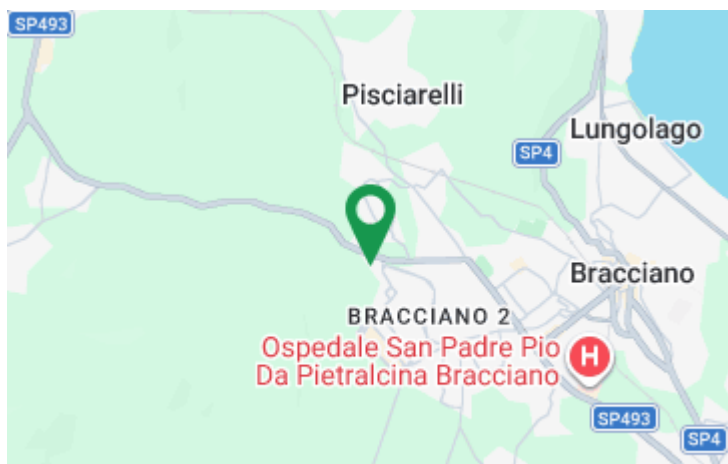 SP493
Pisciarelli
Lungolago
SP4
Bracciano
BRACCIANO 2
Ospedale San Padre Pio
Da Pietralcina Bracciano
H
SP493
SP4